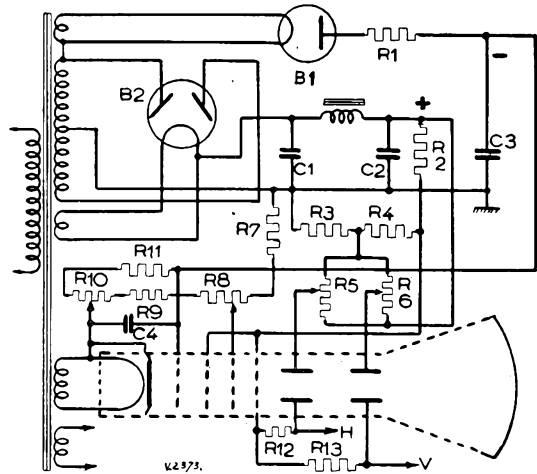 B1
R1
−
B2
+
C1
C2
R
2
C3
R7
R3
R4
R11
R10
R8
R5
R
6
R9
C4
R12
H
R13
V
V.2373.